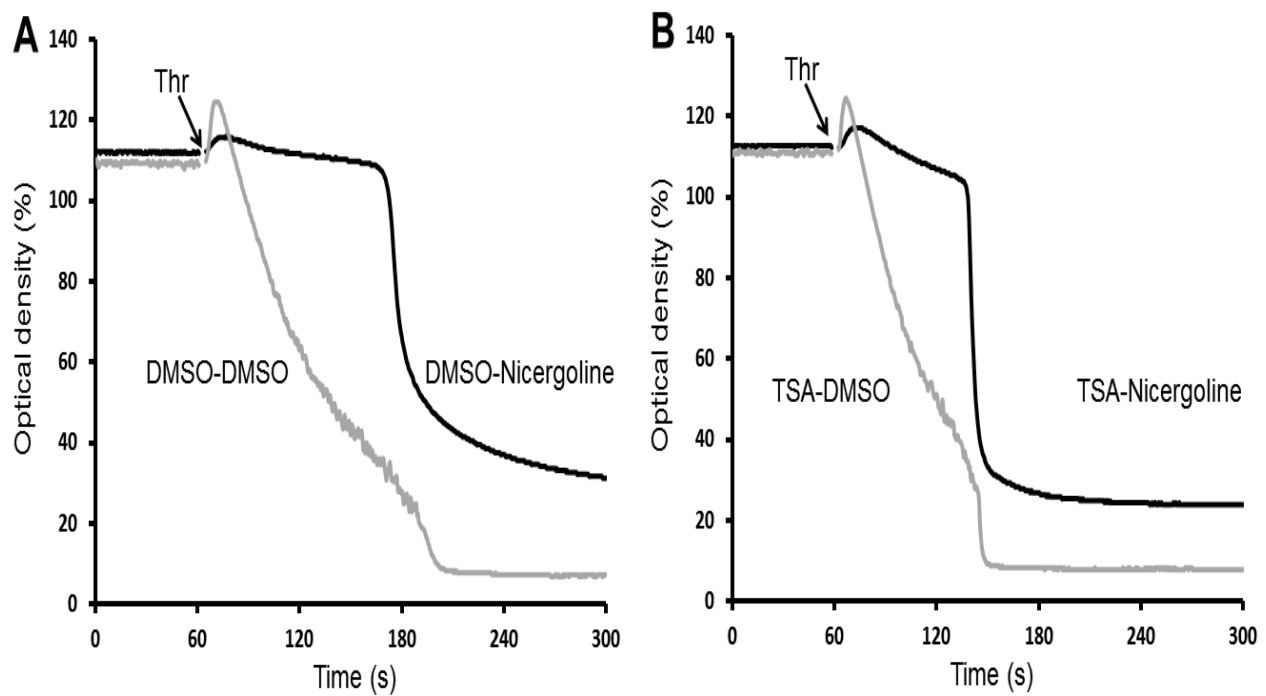 A
Optical density (%)
140
120
100
80
60
40
20
0
Thr
DMSO-DMSO
DMSO-Nicergoline
0 60 120 180 240 300
Time (s)
B
Optical density (%)
140
120
100
80
60
40
20
0
Thr
TSA-DMSO
TSA-Nicergoline
0 60 120 180 240 300
Time (s)